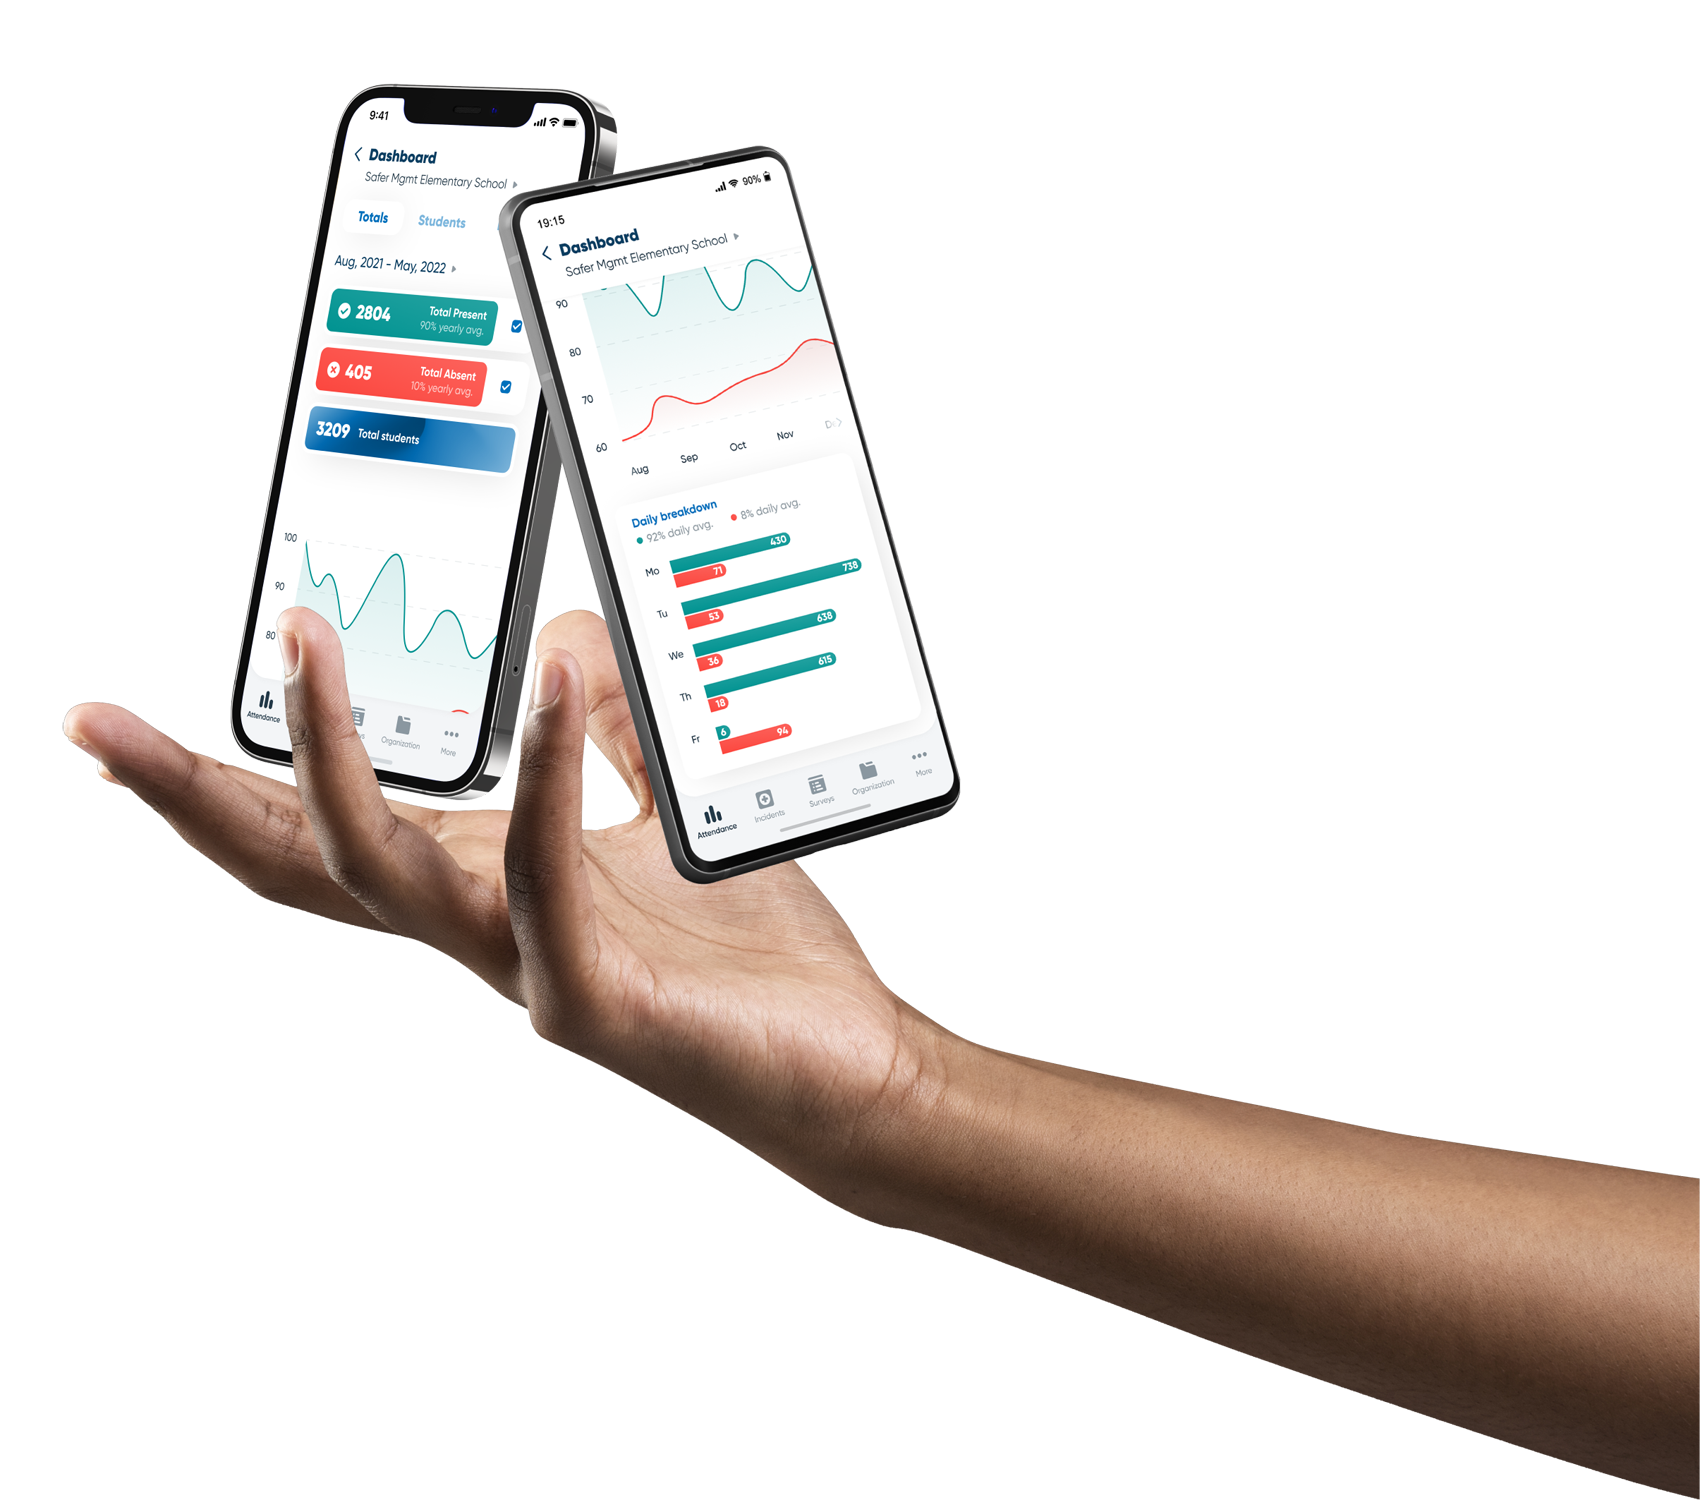 9:41
Dashboard
Safer Mgmt Elementary School
Totals
Students
Aug, 2021 - May, 2022
2804
Total Present
90% yearly avg.
405
Total Absent
10% yearly avg.
3209 Total students
100
90
80
Attendance
Organization
More
19:15
90%
Dashboard
Safer Mgmt Elementary School
90
80
70
60
Aug
Sep
Oct
Nov
Daily breakdown
92% daily avg.
8% daily avg.
Mo
430
71
Tu
738
53
We
638
36
Th
615
18
Fr
6
94
Attendance
Incidents
Surveys
Organization
More